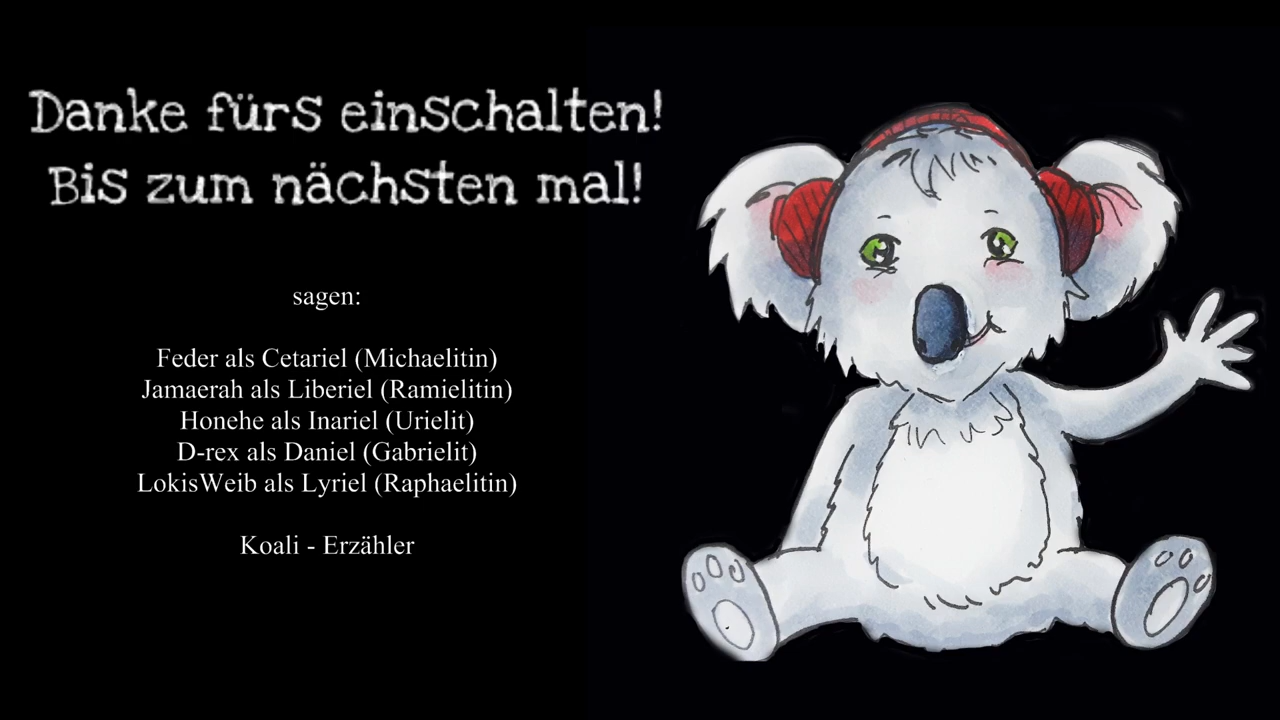 Danke fürs einschalten!
Bis zum nächsten mal!
sagen:
Feder als Cetariel (Michaelitin)
Jamaerah als Liberiel (Ramielitin)
Honehe als Inariel (Urielit)
D-rex als Daniel (Gabrielit)
LokisWeib als Lyriel (Raphaelitin)
Koali - Erzähler